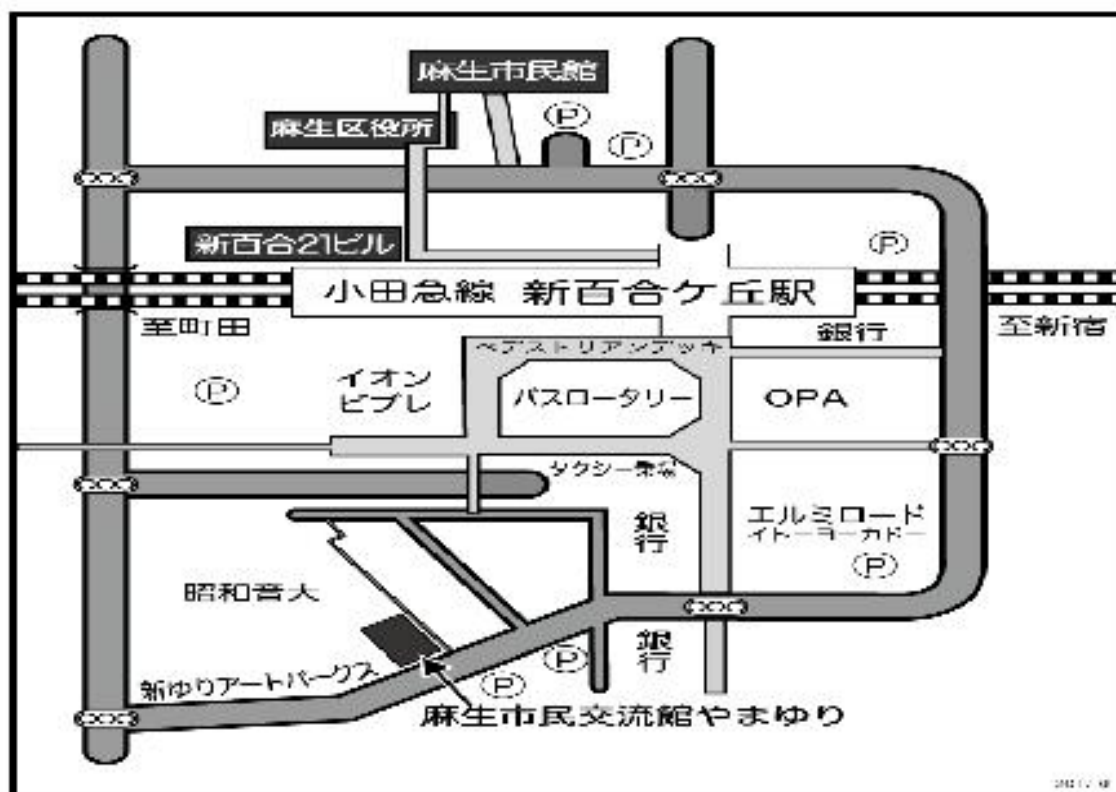 麻生市民館
麻生区役所
Ⓟ
Ⓟ
新百合21ビル
Ⓟ
小田急線 新百合ケ丘駅
至町田
銀行
至新宿
ペデストリアンデッキ
Ⓟ
イオン
ビブレ
バスロータリー
OPA
タクシー乗場
銀行
エルミロード
イトーヨーカドー
Ⓟ
昭和音大
銀行
Ⓟ
Ⓟ
新ゆりアートパークス
麻生市民交流館やまゆり